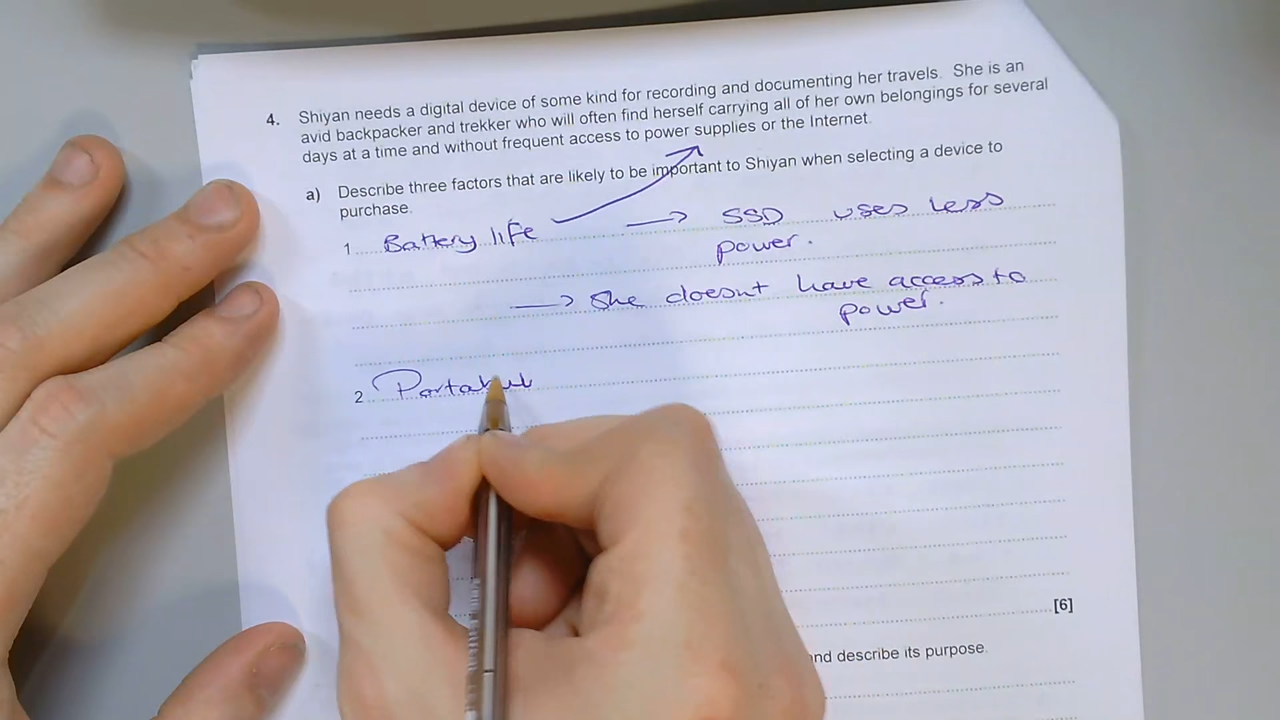 4. Shiyan needs a digital device of some kind for recording and documenting her travels. She is an
avid backpacker and trekker who will often find herself carrying all of her own belongings for several
days at a time and without frequent access to power supplies or the Internet.
a) Describe three factors that are likely to be important to Shiyan when selecting a device to
purchase.
1 Battery life → SSD uses less
power.
→ she doesnt have access to
power.
2
[6]
and describe its purpose.